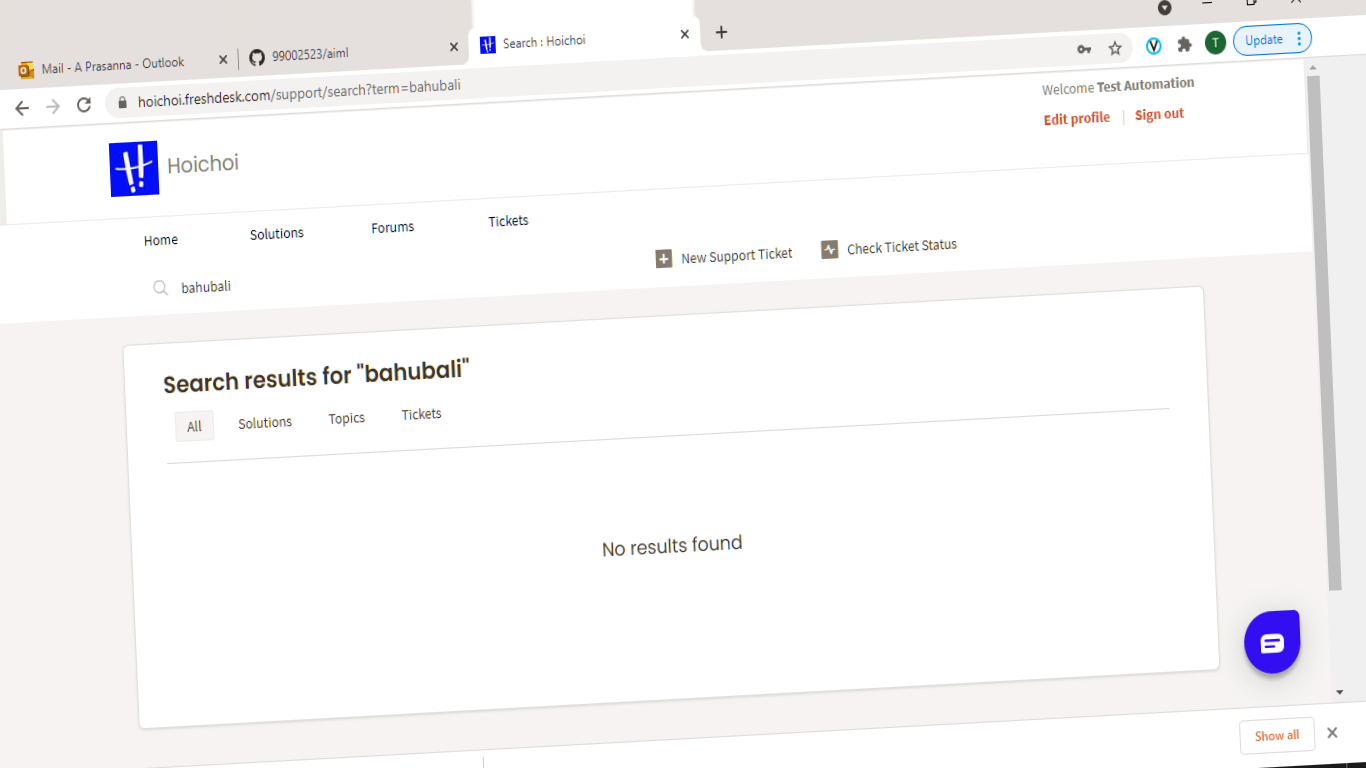 Mail - A Prasanna - Outlook
99002523/aiml
Search : Hoichoi
T
Update
hoichoi.freshdesk.com/support/search?term=bahubali
Welcome Test Automation
Edit profile | Sign out
Hoichoi
Home Solutions Forums Tickets
New Support Ticket Check Ticket Status
bahubali
Search results for "bahubali"
All Solutions Topics Tickets
No results found
Show all